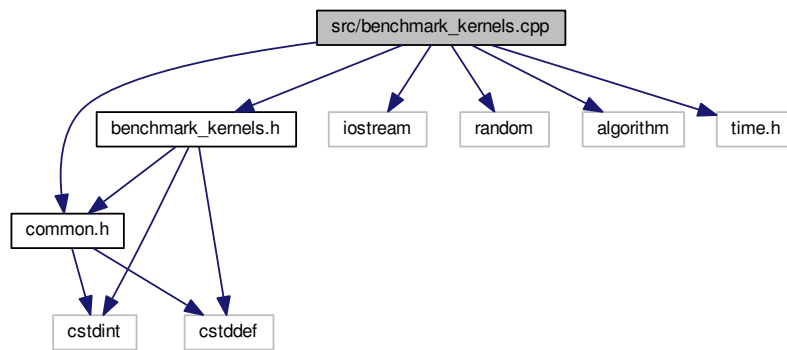 src/benchmark_kernels.cpp
benchmark_kernels.h
iostream
random
algorithm
time.h
common.h
cstdint
cstddef